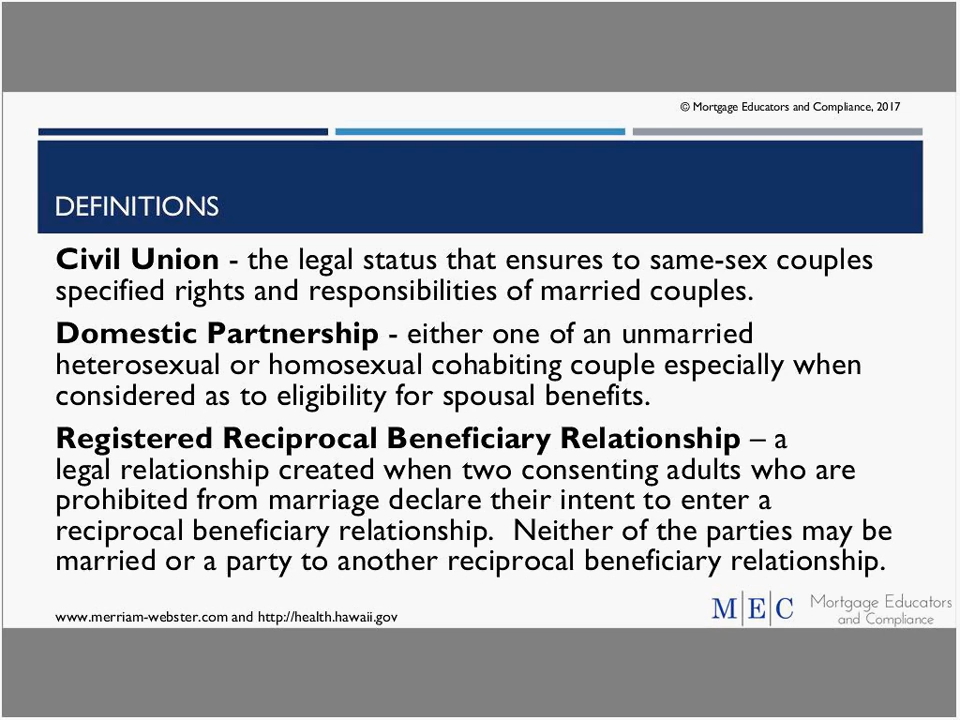 © Mortgage Educators and Compliance, 2017
DEFINITIONS
Civil Union - the legal status that ensures to same-sex couples
specified rights and responsibilities of married couples.
Domestic Partnership - either one of an unmarried
heterosexual or homosexual cohabiting couple especially when
considered as to eligibility for spousal benefits.
Registered Reciprocal Beneficiary Relationship – a
legal relationship created when two consenting adults who are
prohibited from marriage declare their intent to enter a
reciprocal beneficiary relationship.  Neither of the parties may be
married or a party to another reciprocal beneficiary relationship.
www.merriam-webster.com and http://health.hawaii.gov
M|E|C Mortgage Educators
and Compliance